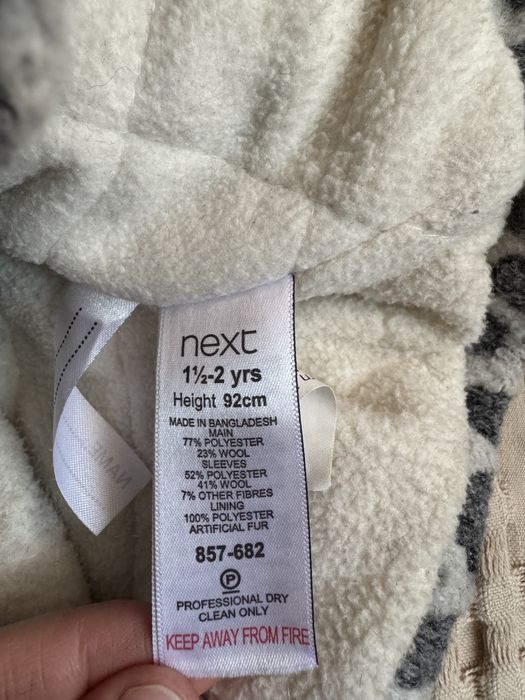 next
1½-2 yrs
Height 92cm
MADE IN BANGLADESH
MAIN
77% POLYESTER
23% WOOL
SLEEVES
52% POLYESTER
41% WOOL
7% OTHER FIBRES
LINING
100% POLYESTER
ARTIFICIAL FUR
857-682
P
PROFESSIONAL DRY
CLEAN ONLY
KEEP AWAY FROM FIRE